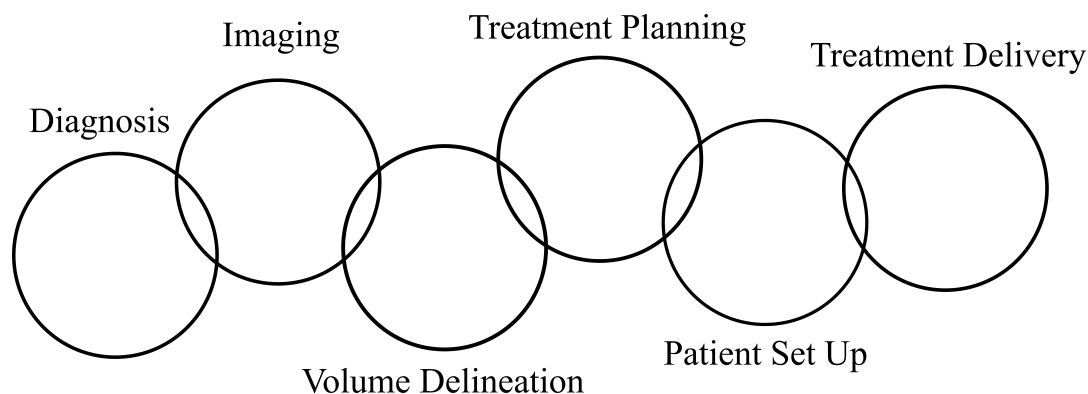 Diagnosis
Imaging
Volume Delineation
Treatment Planning
Patient Set Up
Treatment Delivery